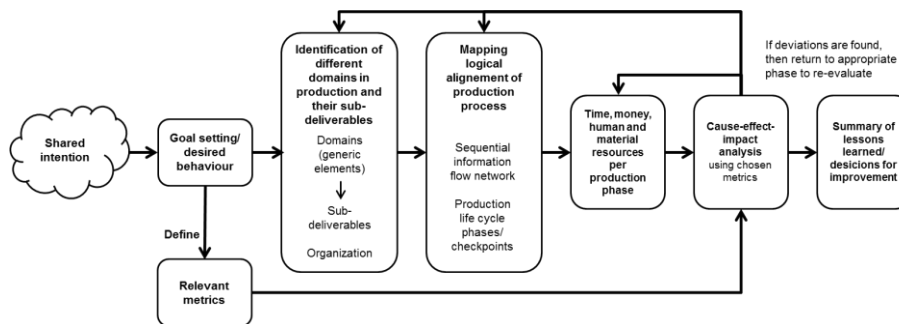 Shared
intention
Goal setting/
desired
behaviour
Define
Relevant
metrics
Identification of
different
domains in
production and
their sub-
deliverables
Domains
(generic
elements)
Sub-
deliverables
Organization
Mapping
logical
alignement of
production
process
Sequential
information
flow network
Production
life cycle
phases/
checkpoints
Time, money,
human and
material
resources
per
production
phase
If deviations are found,
then return to appropriate
phase to re-evaluate
Cause-effect-
impact
analysis
using chosen
metrics
Summary of
lessons
learned/
desicions for
improvement